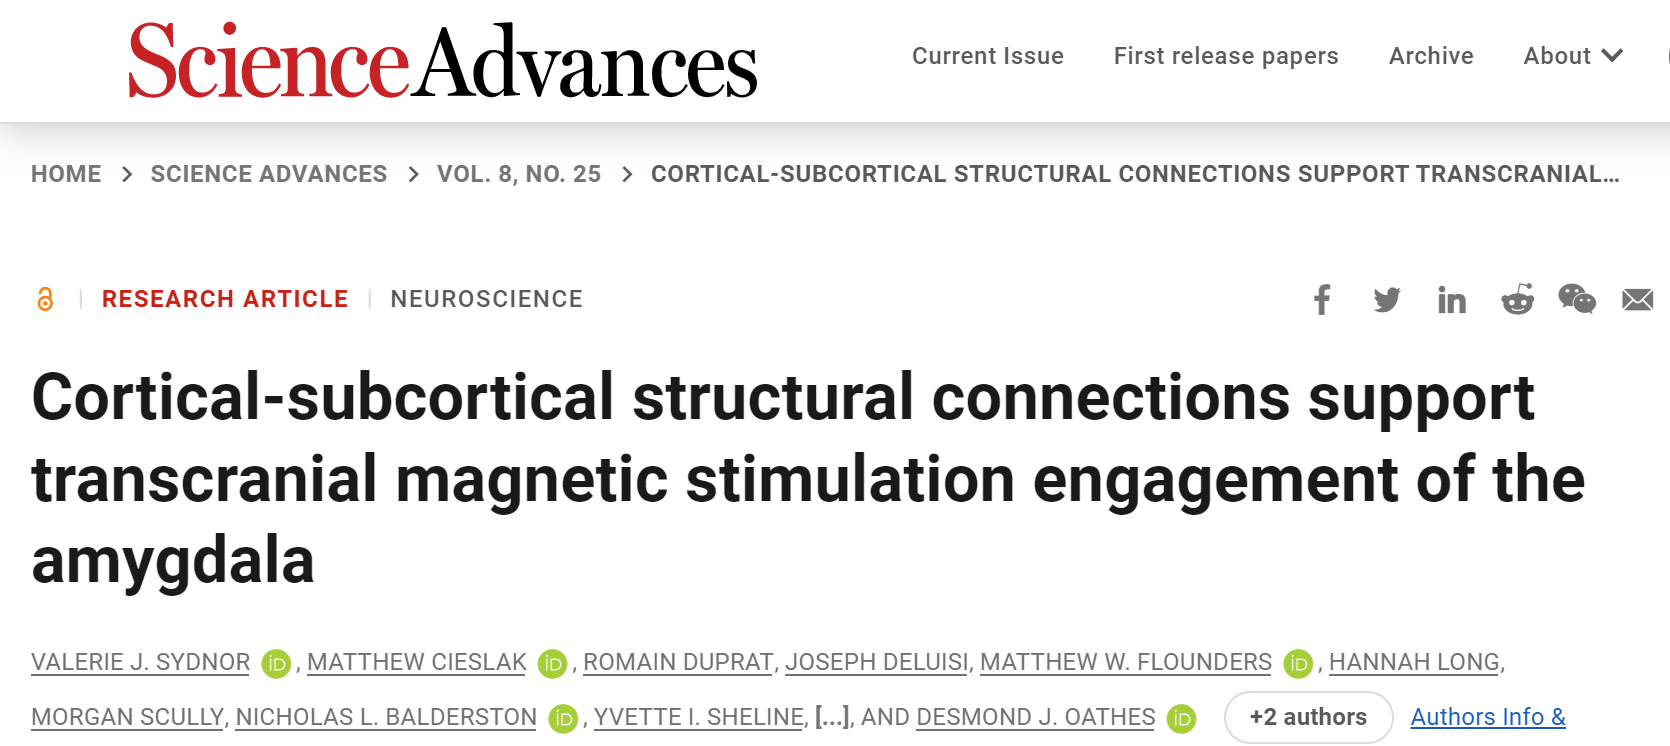 ScienceAdvances
Current Issue First release papers Archive About
HOME > SCIENCE ADVANCES > VOL. 8, NO. 25 > CORTICAL-SUBCORTICAL STRUCTURAL CONNECTIONS SUPPORT TRANSCRANIAL...
RESEARCH ARTICLE | NEUROSCIENCE
Cortical-subcortical structural connections support
transcranial magnetic stimulation engagement of the
amygdala
VALERIE J. SYDNOR iD, MATTHEW CIESLAK iD, ROMAIN DUPRAT, JOSEPH DELUISI, MATTHEW W. FLOUNDERS iD, HANNAH LONG,
MORGAN SCULLY, NICHOLAS L. BALDERSTON iD, YVETTE I. SHELINE, [...], AND DESMOND J. OATHES iD +2 authors Authors Info &